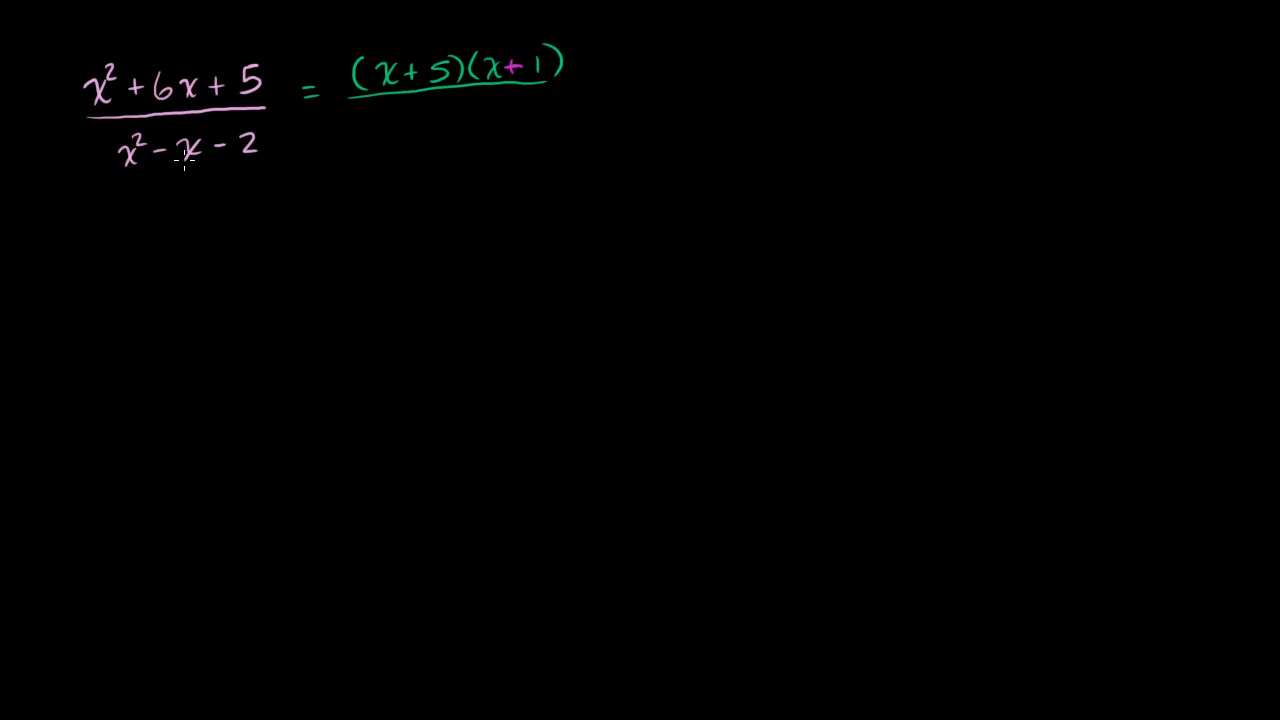 x² + 6x + 5 = (x + 5)(x + 1)
x² - x - 2